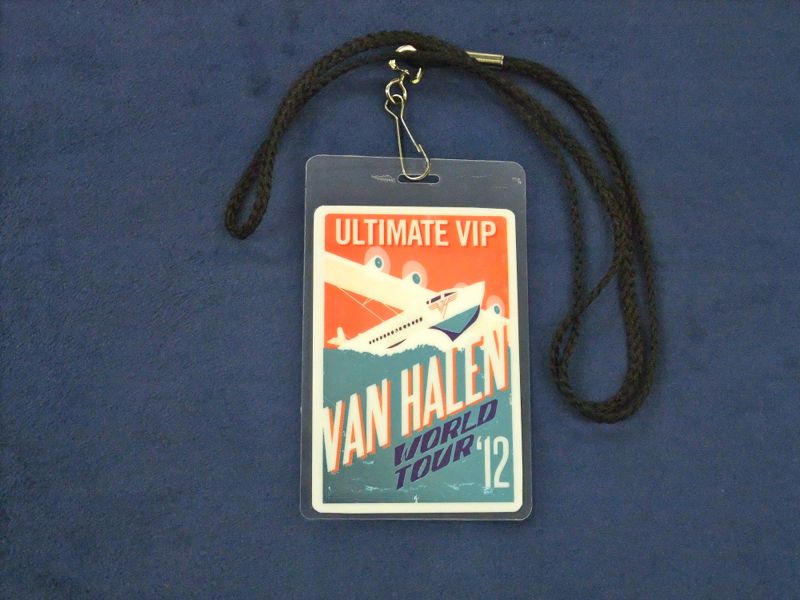 ULTIMATE VIP
VAN HALEN
WORLD
TOUR '12